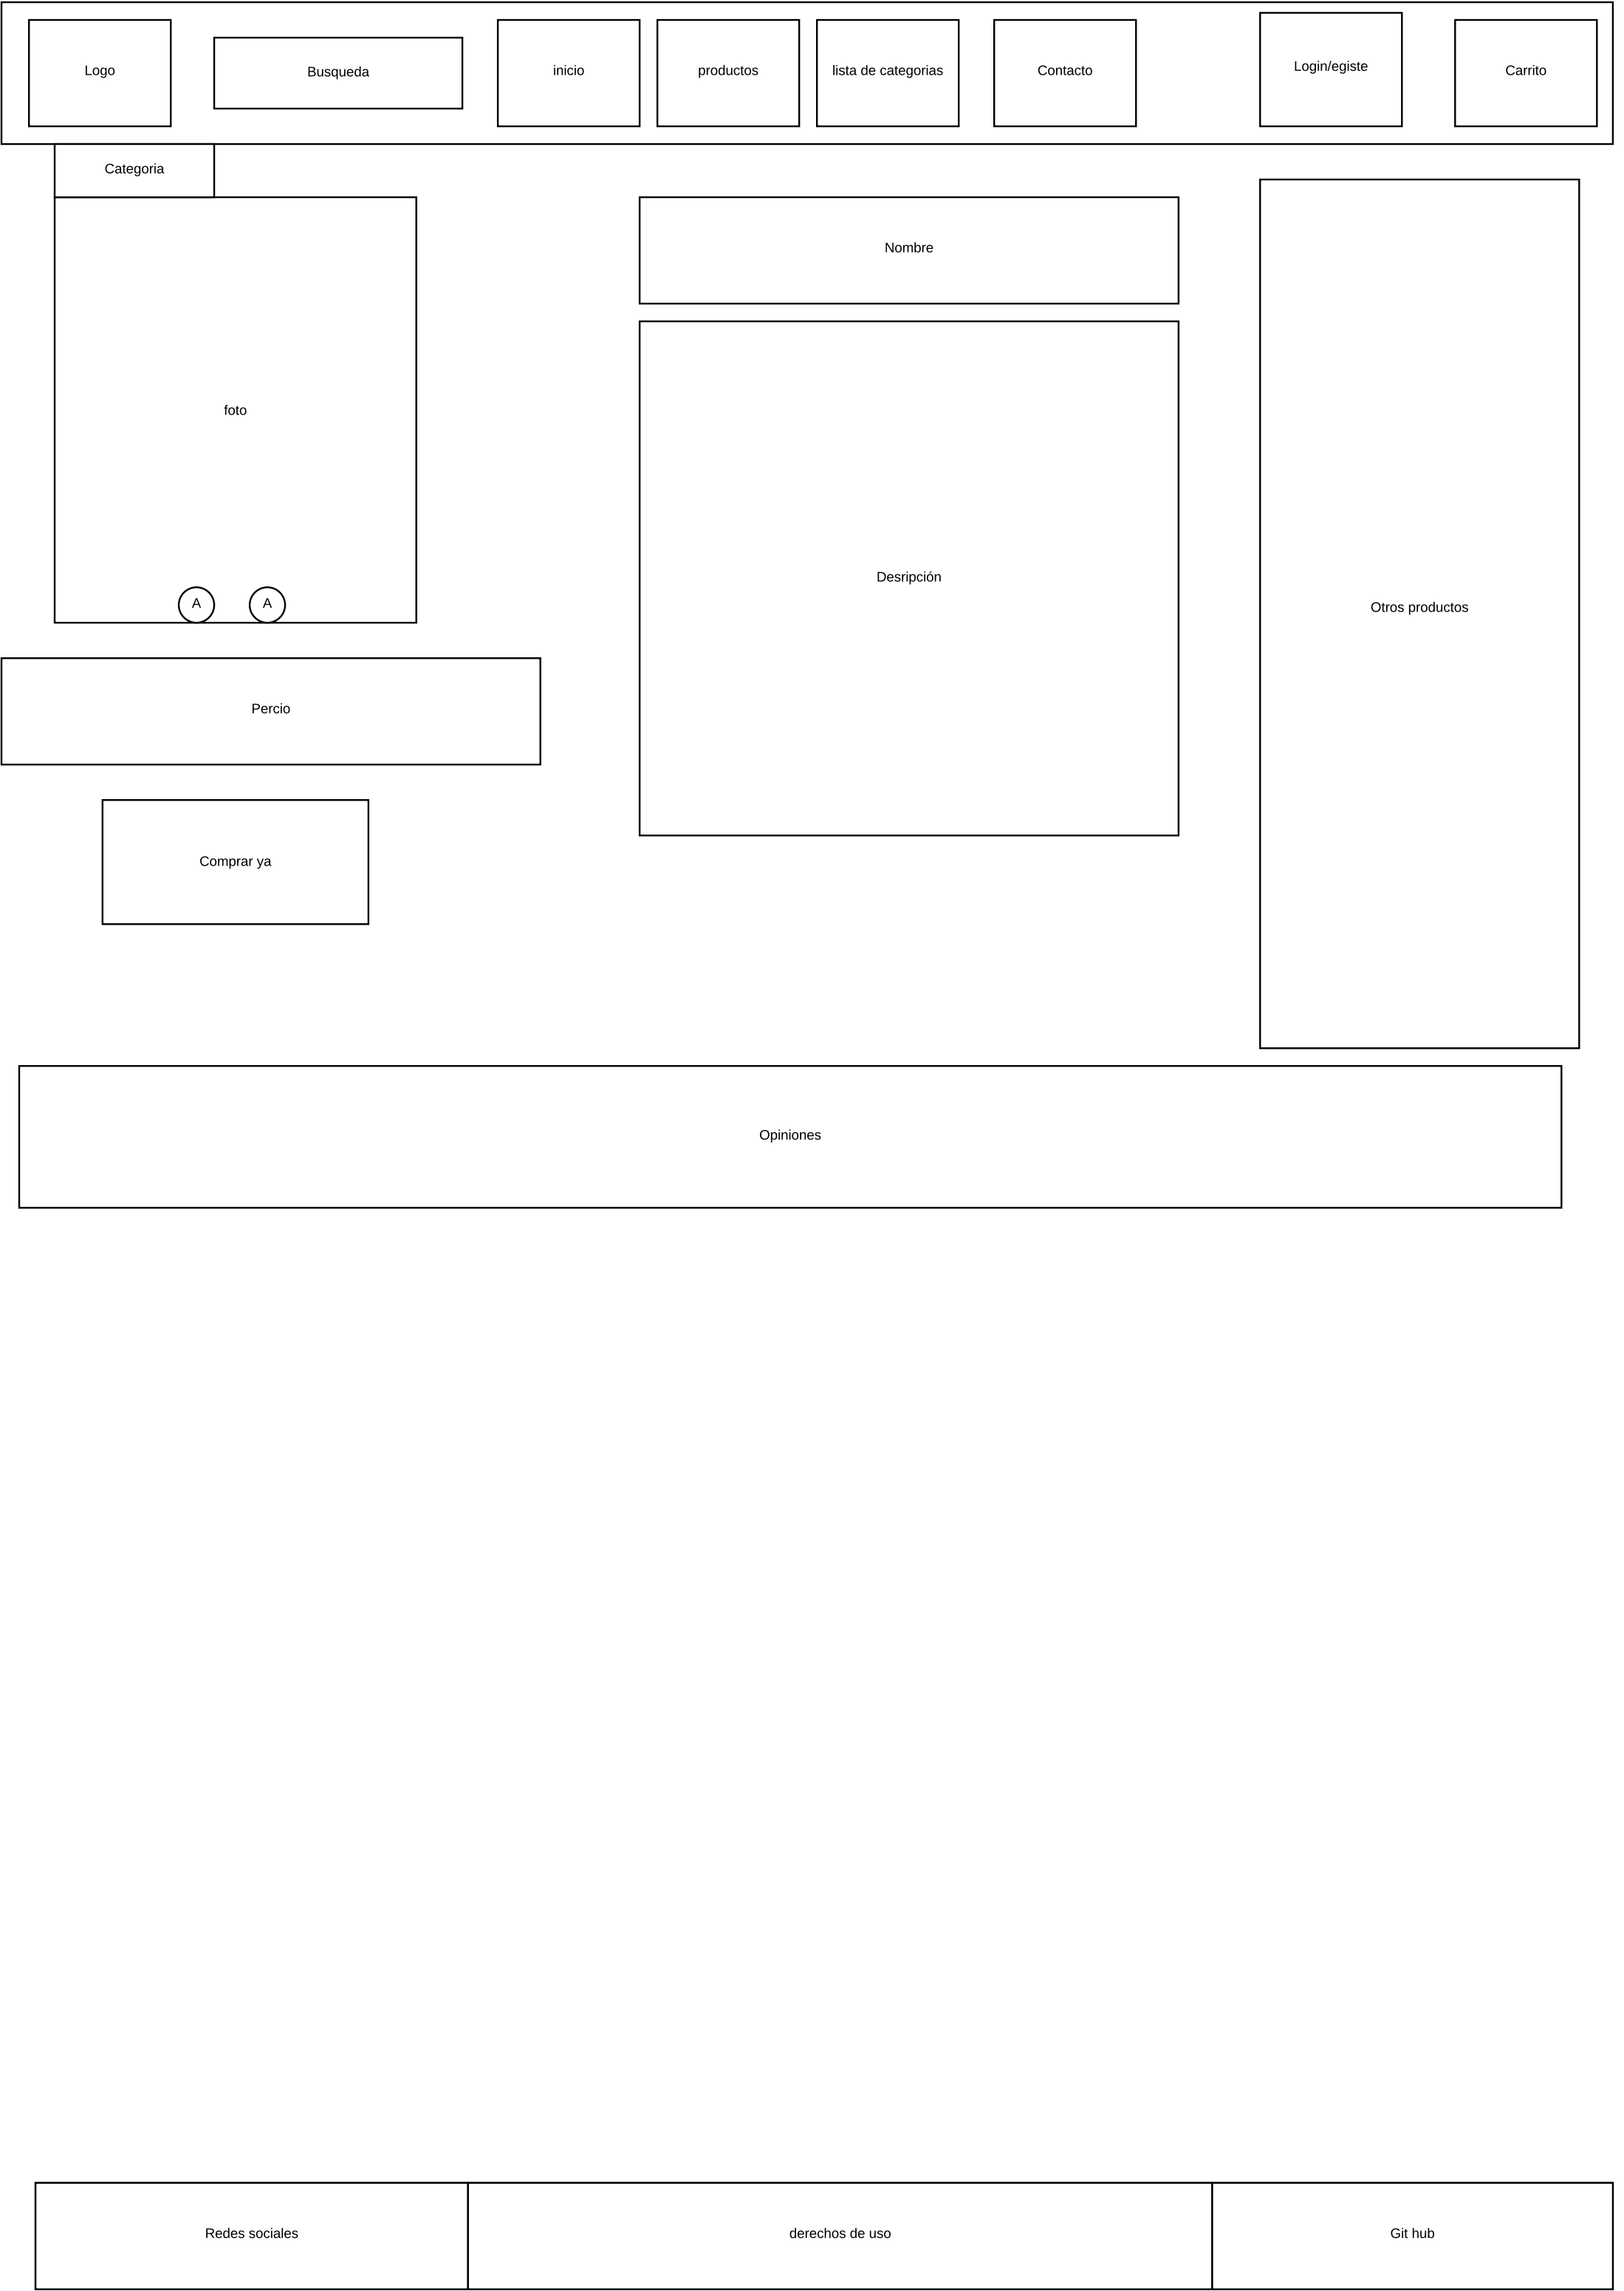 Logo
Busqueda
inicio
productos
lista de categorias
Contacto
Login/egiste
Carrito
Categoria
Nombre
foto
Desripción
Otros productos
A
A
Percio
Comprar ya
Opiniones
Redes sociales
derechos de uso
Git hub